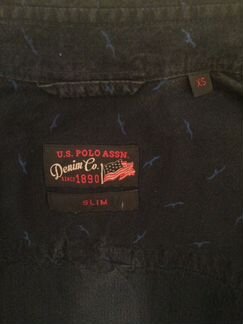 XS
U.S. POLO ASSN.
Denim Co.
SINCE 1890
SLIM